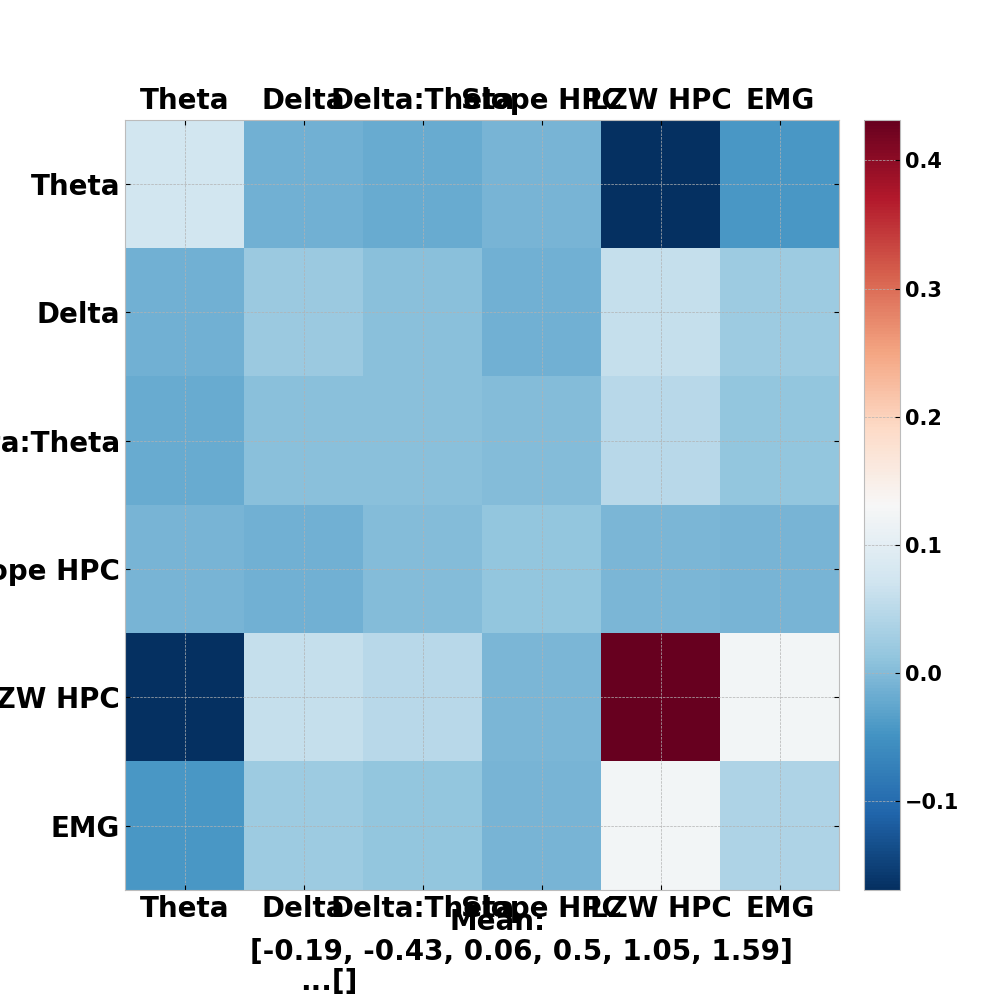 Theta Delta Delta:Theta Slope HPC LZW HPC EMG
0.4
Theta
0.3
Delta
0.2
a:Theta
0.1
ope HPC
0.0
ZW HPC
−0.1
EMG
Theta Delta Delta:Theta Slope HPC LZW HPC EMG
Mean:
[-0.19, -0.43, 0.06, 0.5, 1.05, 1.59]
...[]